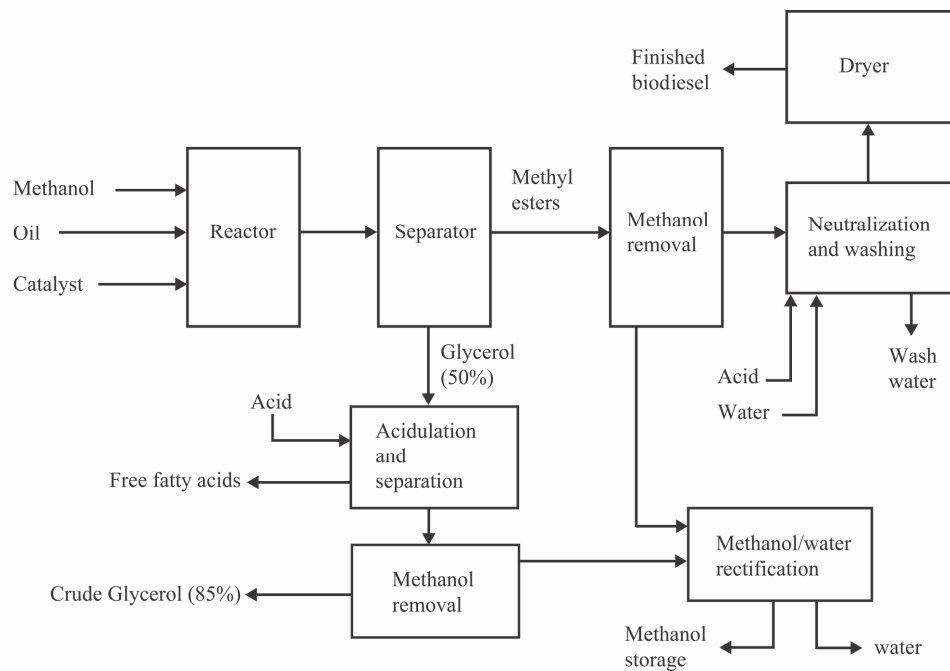 Finished
biodiesel
Dryer
Methanol
Oil
Catalyst
Reactor
Separator
Methyl
esters
Methanol
removal
Neutralization
and washing
Glycerol
(50%)
Acid
Water
Wash
water
Acid
Acidulation
and
separation
Free fatty acids
Methanol
removal
Crude Glycerol (85%)
Methanol/water
rectification
Methanol
storage
water